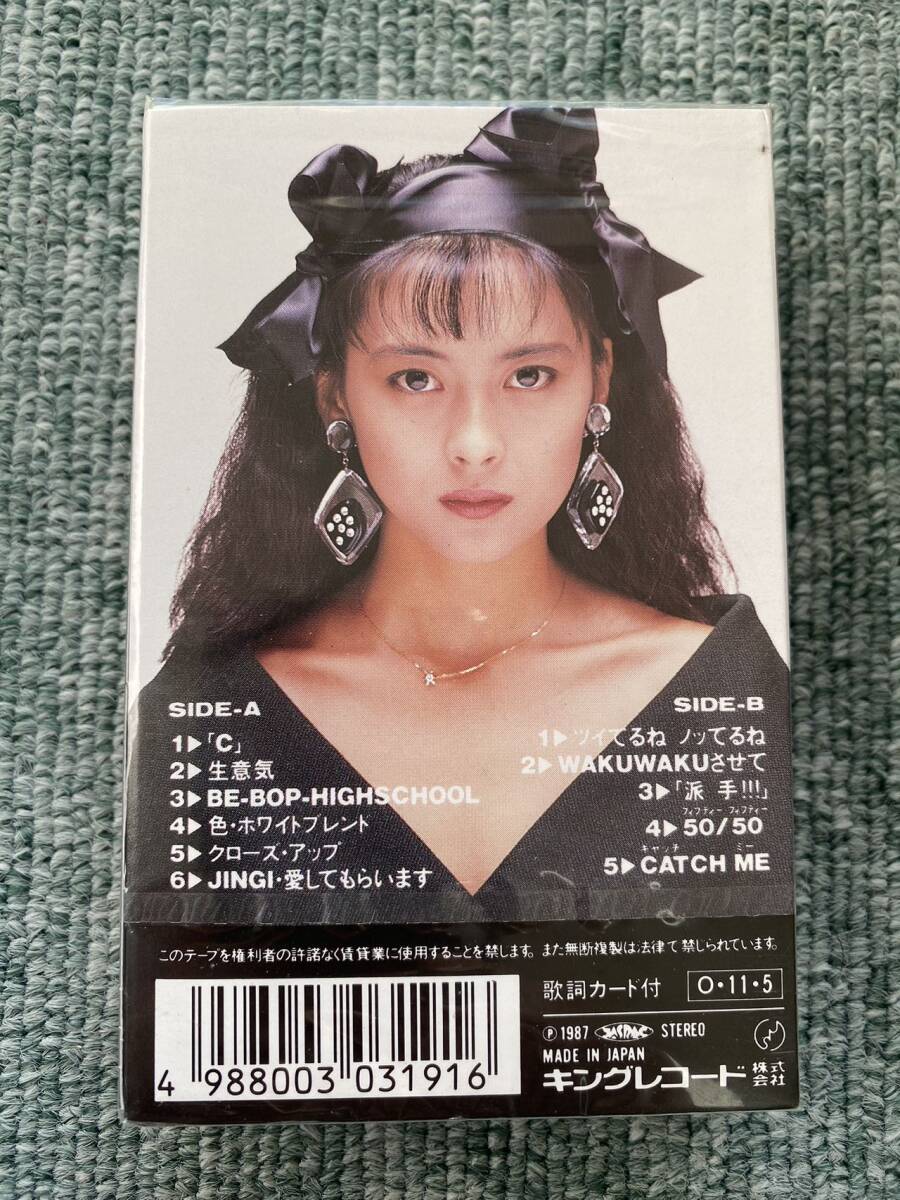 SIDE-A
1▶「C」
2▶生意気
3▶BE-BOP-HIGHSCHOOL
4▶色・ホワイトブレンド
5▶クローズ・アップ
6▶JINGI・愛してもらいます
SIDE-B
1▶ツイてるね ノッてるね
2▶WAKUWAKUさせて
3▶「派手!!!」
フィフティー フィフティー
4▶50/50
キャッチ ミー
5▶CATCH ME
このテープを権利者の許諾なく賃貸業に使用することを禁じます。また無断複製は法律で禁じられています。
歌詞カード付 O・11・5
Ⓟ1987 JASRAC STEREO
MADE IN JAPAN
キングレコード株式会社
4 988003 031916